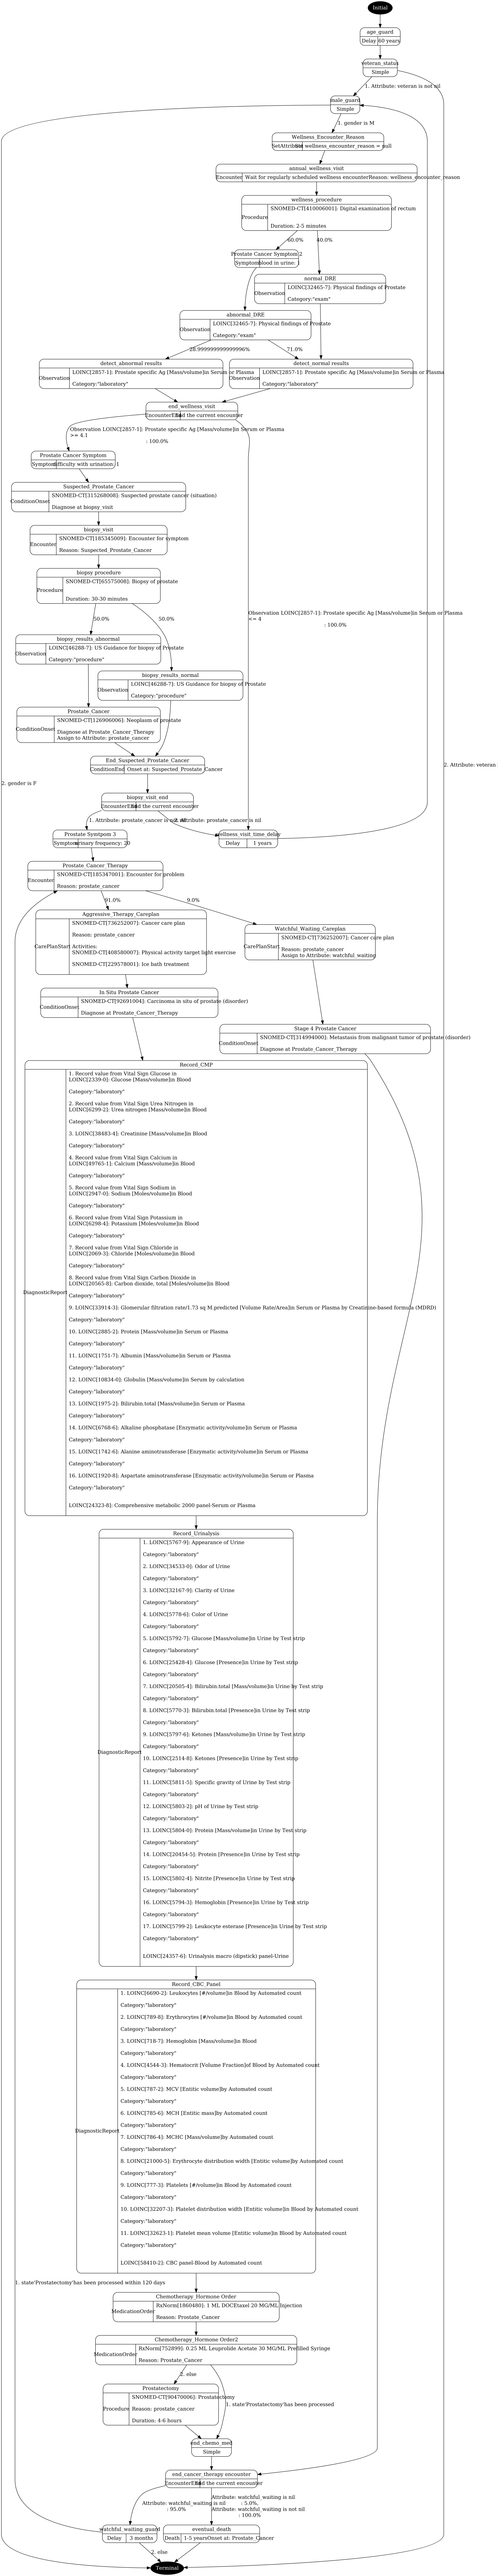 Initial
age_guard
Delay 60 years
veteran_status
Simple
1. Attribute: veteran is not nil
male_guard
Simple
1. gender is M
Wellness_Encounter_Reason
SetAttribute Set wellness_encounter_reason = null
annual_wellness_visit
Encounter Wait for regularly scheduled wellness encounterReason: wellness_encounter_reason
wellness_procedure
SNOMED-CT[410006001]: Digital examination of rectum
Procedure
Duration: 2-5 minutes
60.0% 40.0%
Prostate Cancer Symptom 2
Symptom blood in urine: 1
normal_DRE
LOINC[32465-7]: Physical findings of Prostate
Observation
Category:"exam"
abnormal_DRE
LOINC[32465-7]: Physical findings of Prostate
Observation
Category:"exam"
28.999999999999996% 71.0%
detect_abnormal results
LOINC[2857-1]: Prostate specific Ag [Mass/volume]in Serum or Plasma
Observation
Category:"laboratory"
detect_normal results
LOINC[2857-1]: Prostate specific Ag [Mass/volume]in Serum or Plasma
Observation
Category:"laboratory"
end_wellness_visit
EncounterEnd End the current encounter
Observation LOINC[2857-1]: Prostate specific Ag [Mass/volume]in Serum or Plasma
>= 4.1
: 100.0%
Prostate Cancer Symptom
Symptom difficulty with urination: 1
Suspected_Prostate_Cancer
SNOMED-CT[315268008]: Suspected prostate cancer (situation)
ConditionOnset
Diagnose at biopsy_visit
biopsy_visit
SNOMED-CT[185345009]: Encounter for symptom
Encounter
Reason: Suspected_Prostate_Cancer
biopsy procedure
SNOMED-CT[65575008]: Biopsy of prostate
Procedure
Duration: 30-30 minutes
Observation LOINC[2857-1]: Prostate specific Ag [Mass/volume]in Serum or Plasma
<= 4
: 100.0%
50.0% 50.0%
biopsy_results_abnormal
LOINC[46288-7]: US Guidance for biopsy of Prostate
Observation
Category:"procedure"
biopsy_results_normal
LOINC[46288-7]: US Guidance for biopsy of Prostate
Observation
Category:"procedure"
Prostate_Cancer
SNOMED-CT[126906006]: Neoplasm of prostate
ConditionOnset
Diagnose at Prostate_Cancer_Therapy
Assign to Attribute: prostate_cancer
End_Suspected_Prostate_Cancer
ConditionEnd Onset at: Suspected_Prostate_Cancer
2. Attribute: veteran
2. gender is F
biopsy_visit_end
EncounterEnd End the current encounter
1. Attribute: prostate_cancer is not nil
2. Attribute: prostate_cancer is nil
Prostate Symtpom 3
Symptom urinary frequency: 20
wellness_visit_time_delay
Delay 1 years
Prostate_Cancer_Therapy
SNOMED-CT[185347001]: Encounter for problem
Encounter
Reason: prostate_cancer
91.0% 9.0%
Aggressive_Therapy_Careplan
SNOMED-CT[736252007]: Cancer care plan
Reason: prostate_cancer
CarePlanStart
Activities:
SNOMED-CT[408580007]: Physical activity target light exercise
SNOMED-CT[229578001]: Ice bath treatment
Watchful_Waiting_Careplan
SNOMED-CT[736252007]: Cancer care plan
CarePlanStart
Reason: prostate_cancer
Assign to Attribute: watchful_waiting
In Situ Prostate Cancer
SNOMED-CT[92691004]: Carcinoma in situ of prostate (disorder)
ConditionOnset
Diagnose at Prostate_Cancer_Therapy
Stage 4 Prostate Cancer
SNOMED-CT[314994000]: Metastasis from malignant tumor of prostate (disorder)
ConditionOnset
Diagnose at Prostate_Cancer_Therapy
Record_CMP
1. Record value from Vital Sign Glucose in
LOINC[2339-0]: Glucose [Mass/volume]in Blood
Category:"laboratory"
2. Record value from Vital Sign Urea Nitrogen in
LOINC[6299-2]: Urea nitrogen [Mass/volume]in Blood
Category:"laboratory"
3. LOINC[38483-4]: Creatinine [Mass/volume]in Blood
Category:"laboratory"
4. Record value from Vital Sign Calcium in
LOINC[49765-1]: Calcium [Mass/volume]in Blood
Category:"laboratory"
5. Record value from Vital Sign Sodium in
LOINC[2947-0]: Sodium [Moles/volume]in Blood
Category:"laboratory"
6. Record value from Vital Sign Potassium in
LOINC[6298-4]: Potassium [Moles/volume]in Blood
Category:"laboratory"
7. Record value from Vital Sign Chloride in
LOINC[2069-3]: Chloride [Moles/volume]in Blood
Category:"laboratory"
8. Record value from Vital Sign Carbon Dioxide in
LOINC[20565-8]: Carbon dioxide, total [Moles/volume]in Blood
DiagnosticReport
Category:"laboratory"
9. LOINC[33914-3]: Glomerular filtration rate/1.73 sq M.predicted [Volume Rate/Area]in Serum or Plasma by Creatinine-based formula (MDRD)
Category:"laboratory"
10. LOINC[2885-2]: Protein [Mass/volume]in Serum or Plasma
Category:"laboratory"
11. LOINC[1751-7]: Albumin [Mass/volume]in Serum or Plasma
Category:"laboratory"
12. LOINC[10834-0]: Globulin [Mass/volume]in Serum by calculation
Category:"laboratory"
13. LOINC[1975-2]: Bilirubin.total [Mass/volume]in Serum or Plasma
Category:"laboratory"
14. LOINC[6768-6]: Alkaline phosphatase [Enzymatic activity/volume]in Serum or Plasma
Category:"laboratory"
15. LOINC[1742-6]: Alanine aminotransferase [Enzymatic activity/volume]in Serum or Plasma
Category:"laboratory"
16. LOINC[1920-8]: Aspartate aminotransferase [Enzymatic activity/volume]in Serum or Plasma
Category:"laboratory"
LOINC[24323-8]: Comprehensive metabolic 2000 panel-Serum or Plasma
Record_Urinalysis
1. LOINC[5767-9]: Appearance of Urine
Category:"laboratory"
2. LOINC[34533-0]: Odor of Urine
Category:"laboratory"
3. LOINC[32167-9]: Clarity of Urine
Category:"laboratory"
4. LOINC[5778-6]: Color of Urine
Category:"laboratory"
5. LOINC[5792-7]: Glucose [Mass/volume]in Urine by Test strip
Category:"laboratory"
6. LOINC[25428-4]: Glucose [Presence]in Urine by Test strip
Category:"laboratory"
7. LOINC[20505-4]: Bilirubin.total [Mass/volume]in Urine by Test strip
Category:"laboratory"
8. LOINC[5770-3]: Bilirubin.total [Presence]in Urine by Test strip
Category:"laboratory"
9. LOINC[5797-6]: Ketones [Mass/volume]in Urine by Test strip
DiagnosticReport
Category:"laboratory"
10. LOINC[2514-8]: Ketones [Presence]in Urine by Test strip
Category:"laboratory"
11. LOINC[5811-5]: Specific gravity of Urine by Test strip
Category:"laboratory"
12. LOINC[5803-2]: pH of Urine by Test strip
Category:"laboratory"
13. LOINC[5804-0]: Protein [Mass/volume]in Urine by Test strip
Category:"laboratory"
14. LOINC[20454-5]: Protein [Presence]in Urine by Test strip
Category:"laboratory"
15. LOINC[5802-4]: Nitrite [Presence]in Urine by Test strip
Category:"laboratory"
16. LOINC[5794-3]: Hemoglobin [Presence]in Urine by Test strip
Category:"laboratory"
17. LOINC[5799-2]: Leukocyte esterase [Presence]in Urine by Test strip
Category:"laboratory"
LOINC[24357-6]: Urinalysis macro (dipstick) panel-Urine
Record_CBC_Panel
1. LOINC[6690-2]: Leukocytes [#/volume]in Blood by Automated count
Category:"laboratory"
2. LOINC[789-8]: Erythrocytes [#/volume]in Blood by Automated count
Category:"laboratory"
3. LOINC[718-7]: Hemoglobin [Mass/volume]in Blood
Category:"laboratory"
4. LOINC[4544-3]: Hematocrit [Volume Fraction]of Blood by Automated count
Category:"laboratory"
5. LOINC[787-2]: MCV [Entitic volume]by Automated count
Category:"laboratory"
6. LOINC[785-6]: MCH [Entitic mass]by Automated count
DiagnosticReport
Category:"laboratory"
7. LOINC[786-4]: MCHC [Mass/volume]by Automated count
Category:"laboratory"
8. LOINC[21000-5]: Erythrocyte distribution width [Entitic volume]by Automated count
Category:"laboratory"
9. LOINC[777-3]: Platelets [#/volume]in Blood by Automated count
Category:"laboratory"
10. LOINC[32207-3]: Platelet distribution width [Entitic volume]in Blood by Automated count
Category:"laboratory"
11. LOINC[32623-1]: Platelet mean volume [Entitic volume]in Blood by Automated count
Category:"laboratory"
LOINC[58410-2]: CBC panel-Blood by Automated count
1. state'Prostatectomy'has been processed within 120 days
Chemotherapy_Hormone Order
RxNorm[1860480]: 1 ML DOCEtaxel 20 MG/ML Injection
MedicationOrder
Reason: Prostate_Cancer
Chemotherapy_Hormone Order2
RxNorm[752899]: 0.25 ML Leuprolide Acetate 30 MG/ML Prefilled Syringe
MedicationOrder
Reason: Prostate_Cancer
2. else
Prostatectomy
SNOMED-CT[90470006]: Prostatectomy
Procedure
Reason: prostate_cancer
Duration: 4-6 hours
1. state'Prostatectomy'has been processed
end_chemo_med
Simple
end_cancer_therapy encounter
EncounterEnd End the current encounter
Attribute: watchful_waiting is nil
: 95.0%
Attribute: watchful_waiting is nil
: 5.0%,
Attribute: watchful_waiting is not nil
: 100.0%
watchful_waiting_guard
Delay 3 months
eventual_death
Death 1-5 yearsOnset at: Prostate_Cancer
2. else
Terminal